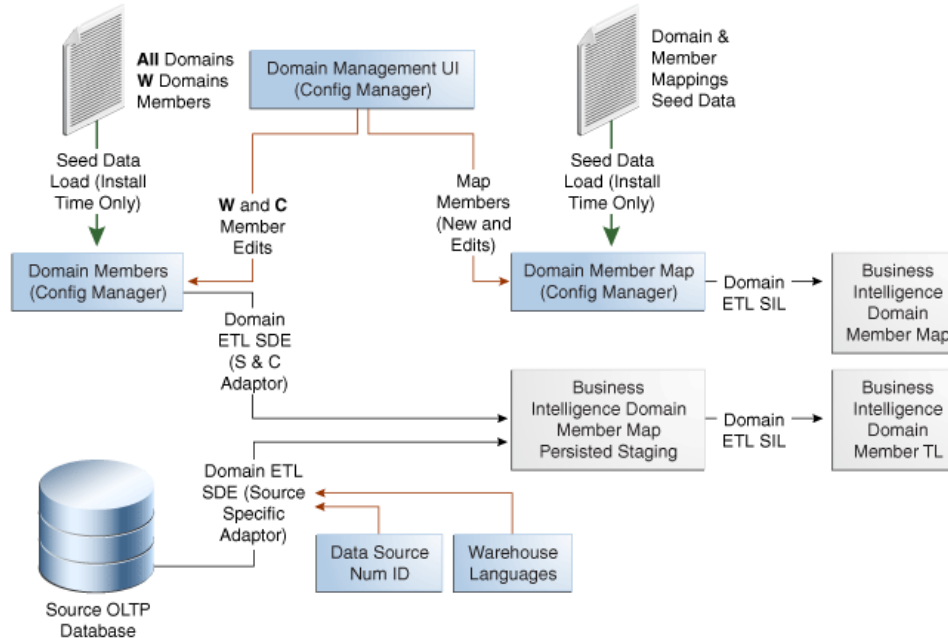 All Domains
W Domains
Members
Domain Management UI
(Config Manager)
Domain &
Member
Mappings
Seed Data
Seed Data
Load (Install
Time Only)
W and C
Member
Edits
Map
Members
(New and
Edits)
Seed Data
Load (Install
Time Only)
Domain Members
(Config Manager)
Domain Member Map
(Config Manager)
Domain
ETL SIL
Business
Intelligence
Domain
Member Map
Domain
ETL SDE
(S & C
Adaptor)
Business
Intelligence Domain
Member Map
Persisted Staging
Domain
ETL SIL
Business
Intelligence
Domain
Member TL
Domain ETL
SDE (Source
Specific
Adaptor)
Data Source
Num ID
Warehouse
Languages
Source OLTP
Database